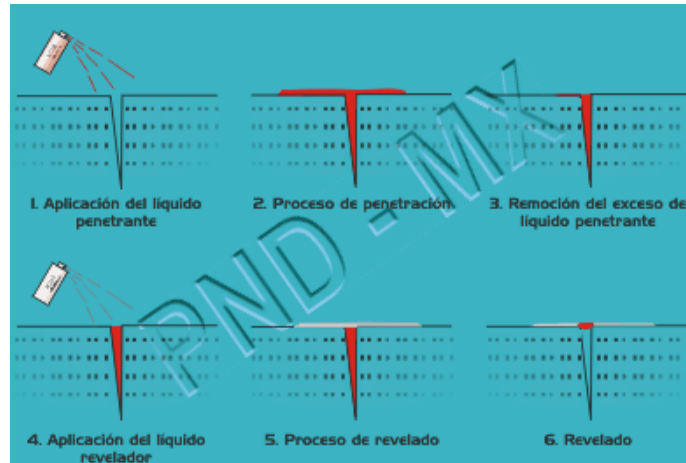 1. Aplicación del líquido
penetrante
2. Proceso de penetración
3. Remoción del exceso de
líquido penetrante
PND - MX
4. Aplicación del líquido
revelador
5. Proceso de revelado
6. Revelado